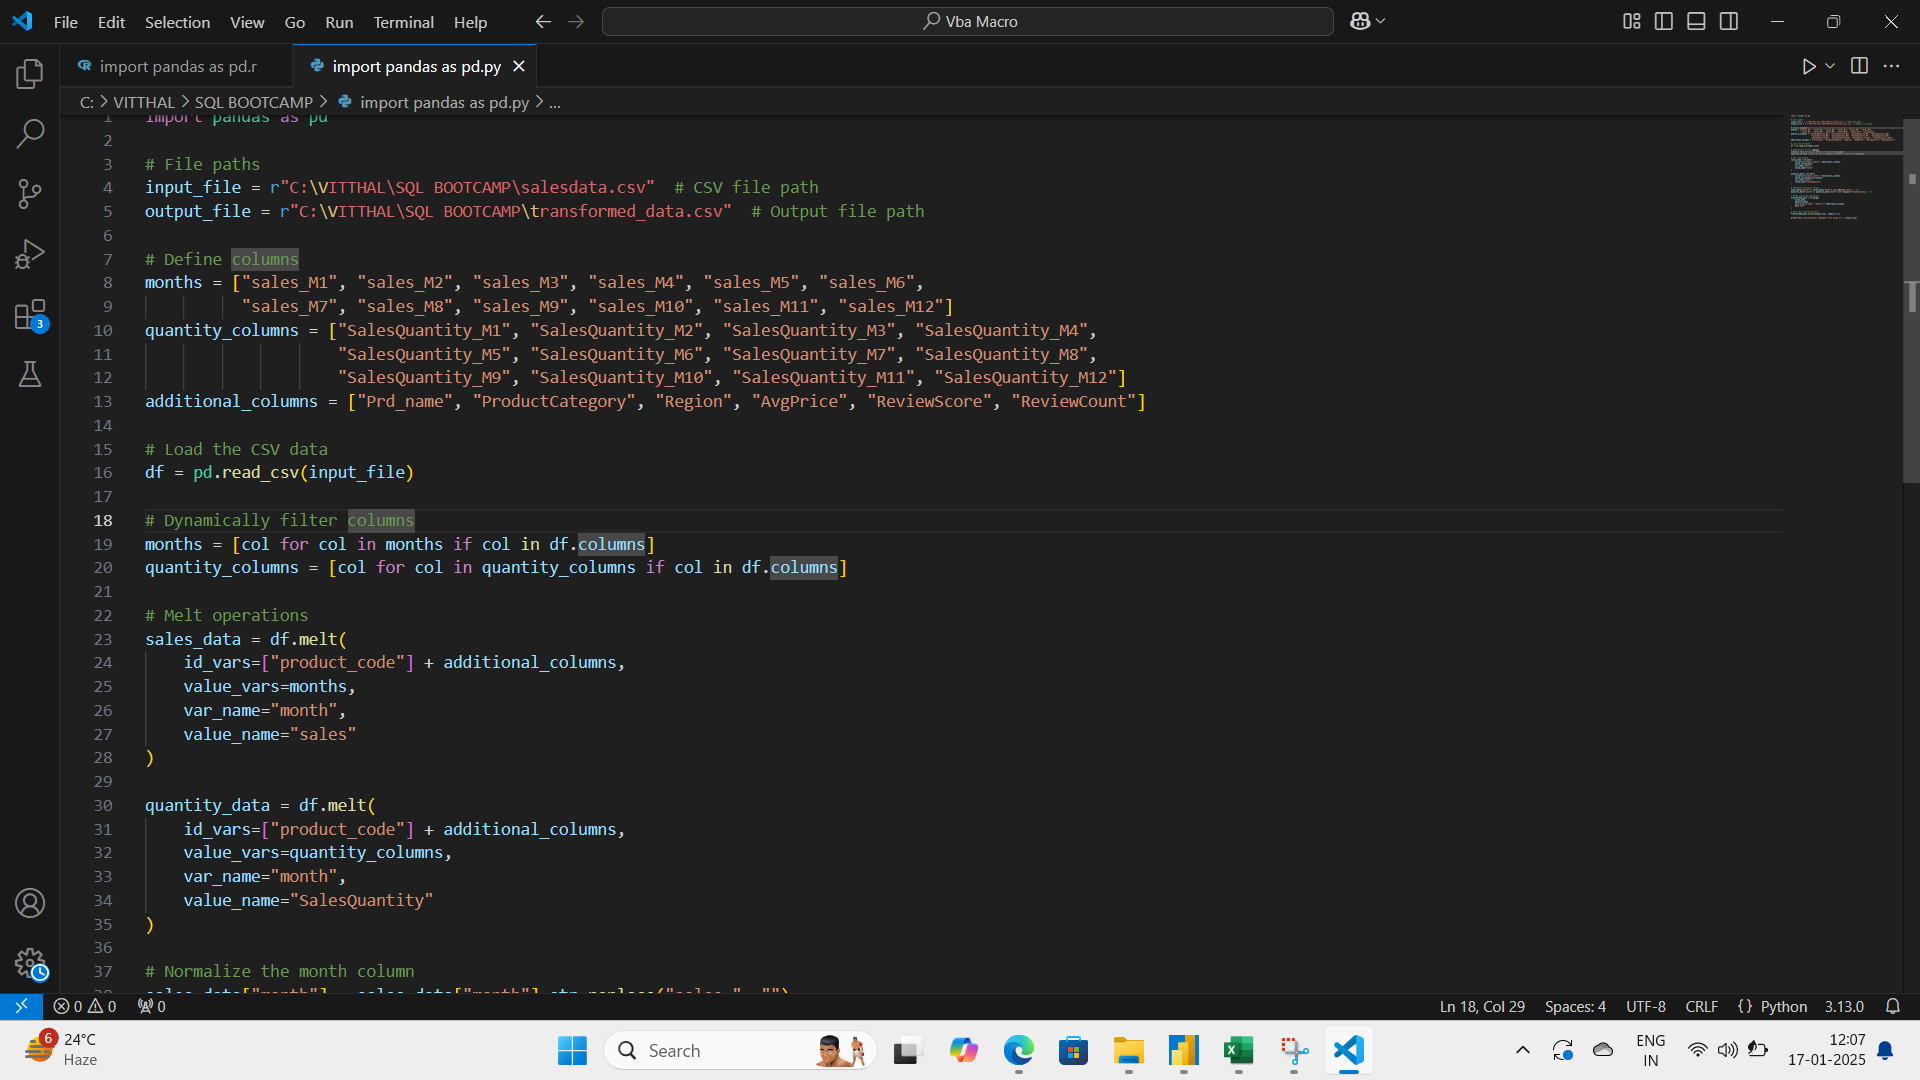 File Edit Selection View Go Run Terminal Help
Vba Macro
import pandas as pd.r
import pandas as pd.py
C: > VITTHAL > SQL BOOTCAMP > import pandas as pd.py > ...
1 import pandas as pd
2
3 # File paths
4 input_file = r"C:\VITTHAL\SQL BOOTCAMP\salesdata.csv"  # CSV file path
5 output_file = r"C:\VITTHAL\SQL BOOTCAMP\transformed_data.csv"  # Output file path
6
7 # Define columns
8 months = ["sales_M1", "sales_M2", "sales_M3", "sales_M4", "sales_M5", "sales_M6",
9           "sales_M7", "sales_M8", "sales_M9", "sales_M10", "sales_M11", "sales_M12"]
10 quantity_columns = ["SalesQuantity_M1", "SalesQuantity_M2", "SalesQuantity_M3", "SalesQuantity_M4",
11                     "SalesQuantity_M5", "SalesQuantity_M6", "SalesQuantity_M7", "SalesQuantity_M8",
12                     "SalesQuantity_M9", "SalesQuantity_M10", "SalesQuantity_M11", "SalesQuantity_M12"]
13 additional_columns = ["Prd_name", "ProductCategory", "Region", "AvgPrice", "ReviewScore", "ReviewCount"]
14
15 # Load the CSV data
16 df = pd.read_csv(input_file)
17
18 # Dynamically filter columns
19 months = [col for col in months if col in df.columns]
20 quantity_columns = [col for col in quantity_columns if col in df.columns]
21
22 # Melt operations
23 sales_data = df.melt(
24     id_vars=["product_code"] + additional_columns,
25     value_vars=months,
26     var_name="month",
27     value_name="sales"
28 )
29
30 quantity_data = df.melt(
31     id_vars=["product_code"] + additional_columns,
32     value_vars=quantity_columns,
33     var_name="month",
34     value_name="SalesQuantity"
35 )
36
37 # Normalize the month column
38 sales_data["month"] = sales_data["month"].str.replace("sales_", "")
3
0 0 0
Ln 18, Col 29 Spaces: 4 UTF-8 CRLF {} Python 3.13.0
6
24°C
Haze
Search
ENG
IN
12:07
17-01-2025